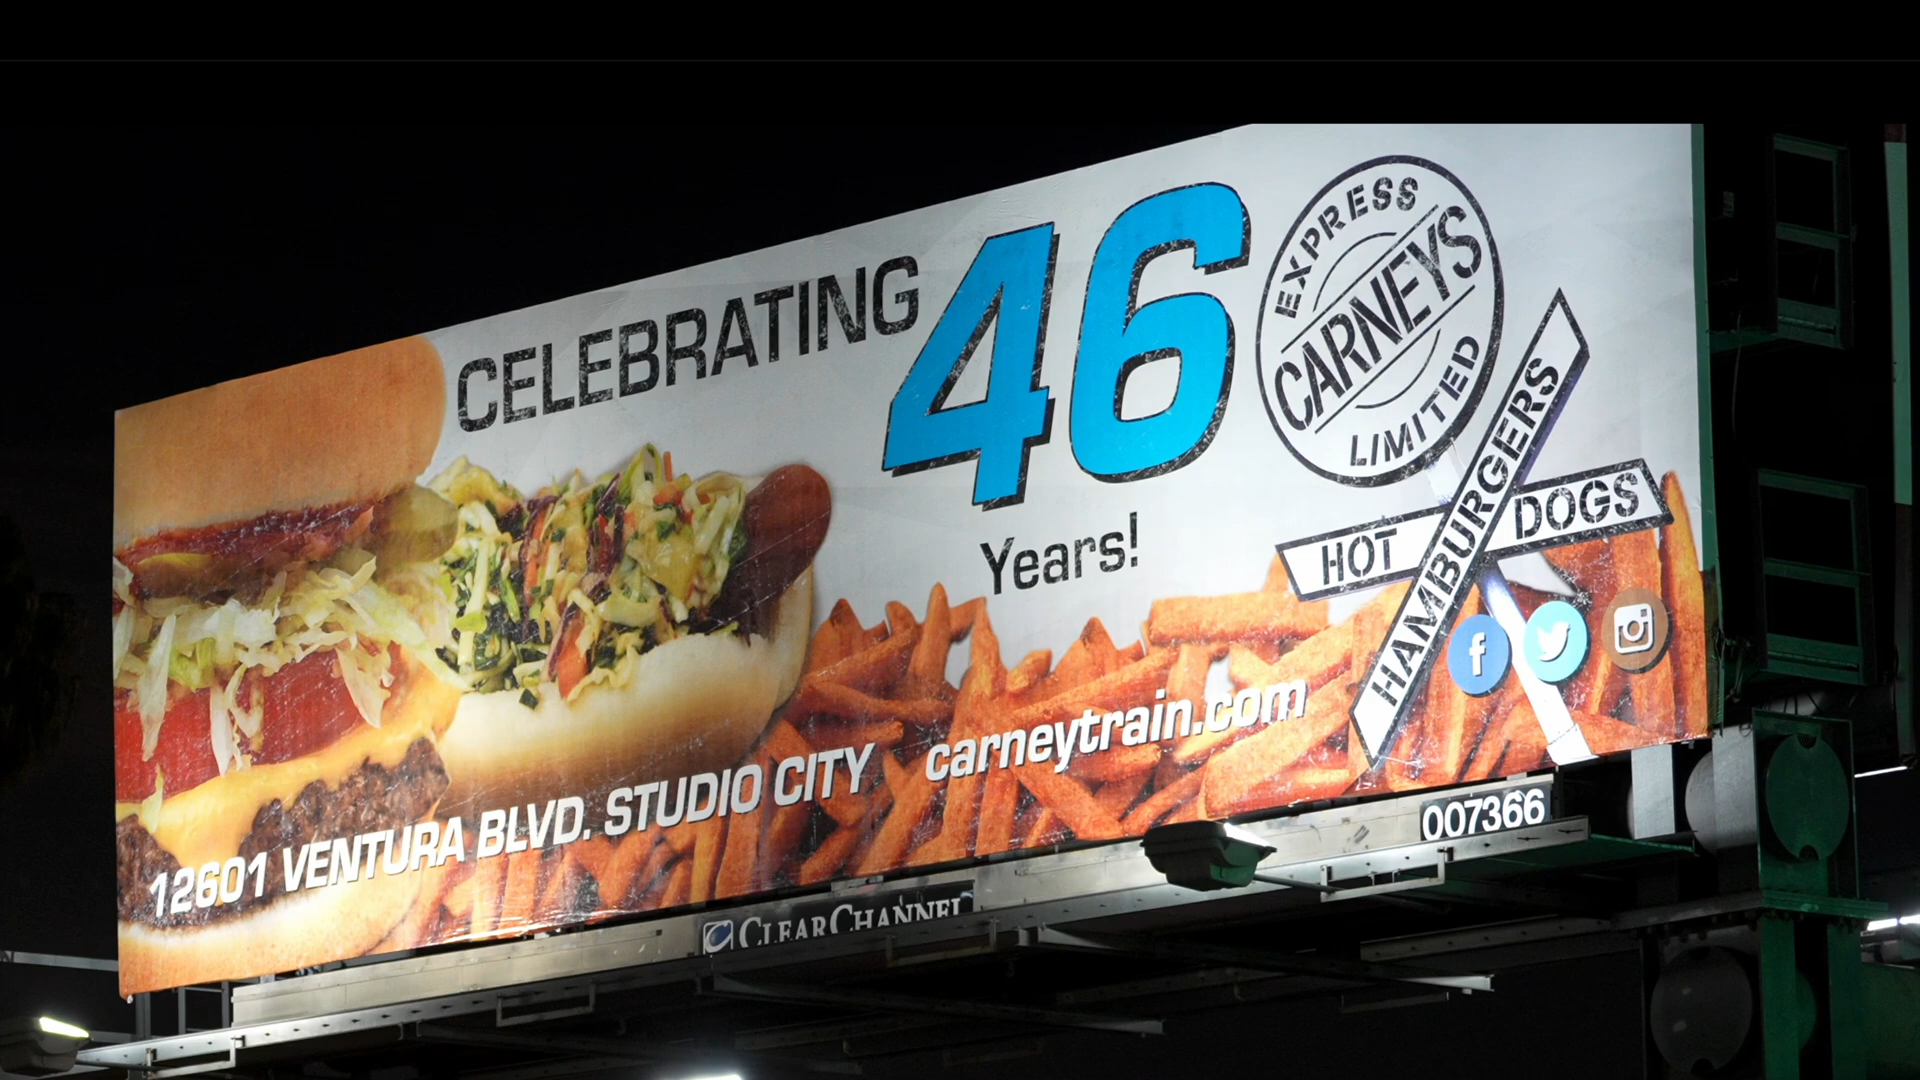 CELEBRATING 46
Years!
EXPRESS
CARNEYS
LIMITED
HOT DOGS
HAMBURGERS
12601 VENTURA BLVD. STUDIO CITY carneytrain.com
007366
CLEARCHANNEL